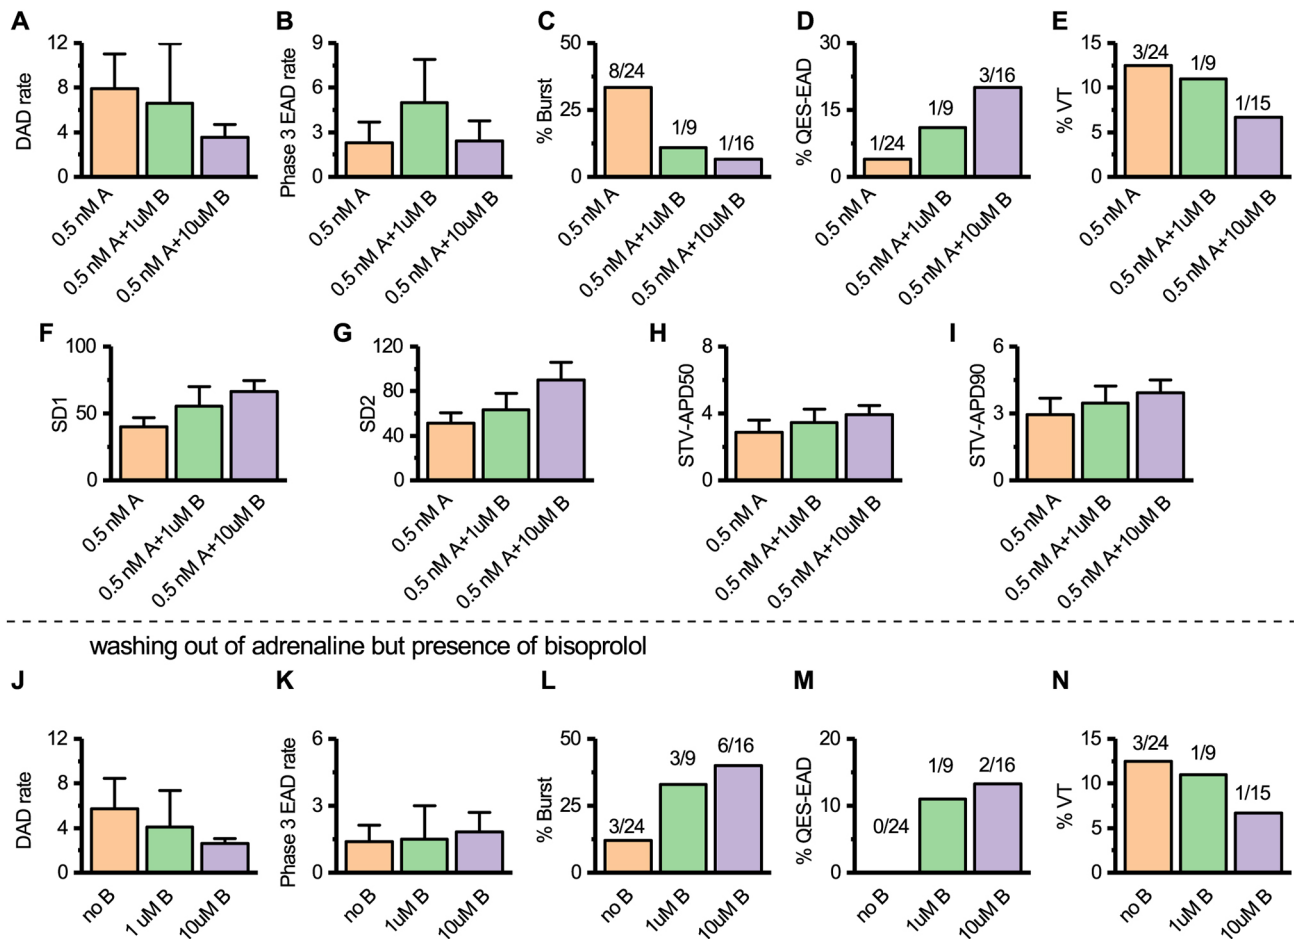 A
DAD rate
12
8
4
0
0.5 nM A
0.5 nM A+1uM B
0.5 nM A+10uM B
B
Phase 3 EAD rate
9
6
3
0
0.5 nM A
0.5 nM A+1uM B
0.5 nM A+10uM B
C
% Burst
50
25
0
8/24
1/9
1/16
0.5 nM A
0.5 nM A+1uM B
0.5 nM A+10uM B
D
% QES-EAD
30
15
0
1/24
1/9
3/16
0.5 nM A
0.5 nM A+1uM B
0.5 nM A+10uM B
E
% VT
15
10
5
0
3/24
1/9
1/15
0.5 nM A
0.5 nM A+1uM B
0.5 nM A+10uM B
F
SD1
100
50
0
0.5 nM A
0.5 nM A+1uM B
0.5 nM A+10uM B
G
SD2
120
80
40
0
0.5 nM A
0.5 nM A+1uM B
0.5 nM A+10uM B
H
STV-APD50
8
4
0
0.5 nM A
0.5 nM A+1uM B
0.5 nM A+10uM B
I
STV-APD90
6
3
0
0.5 nM A
0.5 nM A+1uM B
0.5 nM A+10uM B
washing out of adrenaline but presence of bisoprolol
J
DAD rate
12
8
4
0
no B
1 uM B
10uM B
K
Phase 3 EAD rate
6
3
0
no B
1uM B
10uM B
L
% Burst
50
25
0
3/24
3/9
6/16
no B
1uM B
10uM B
M
% QES-EAD
20
10
0
0/24
1/9
2/16
no B
1uM B
10uM B
N
% VT
15
10
5
0
3/24
1/9
1/15
no B
1uM B
10uM B